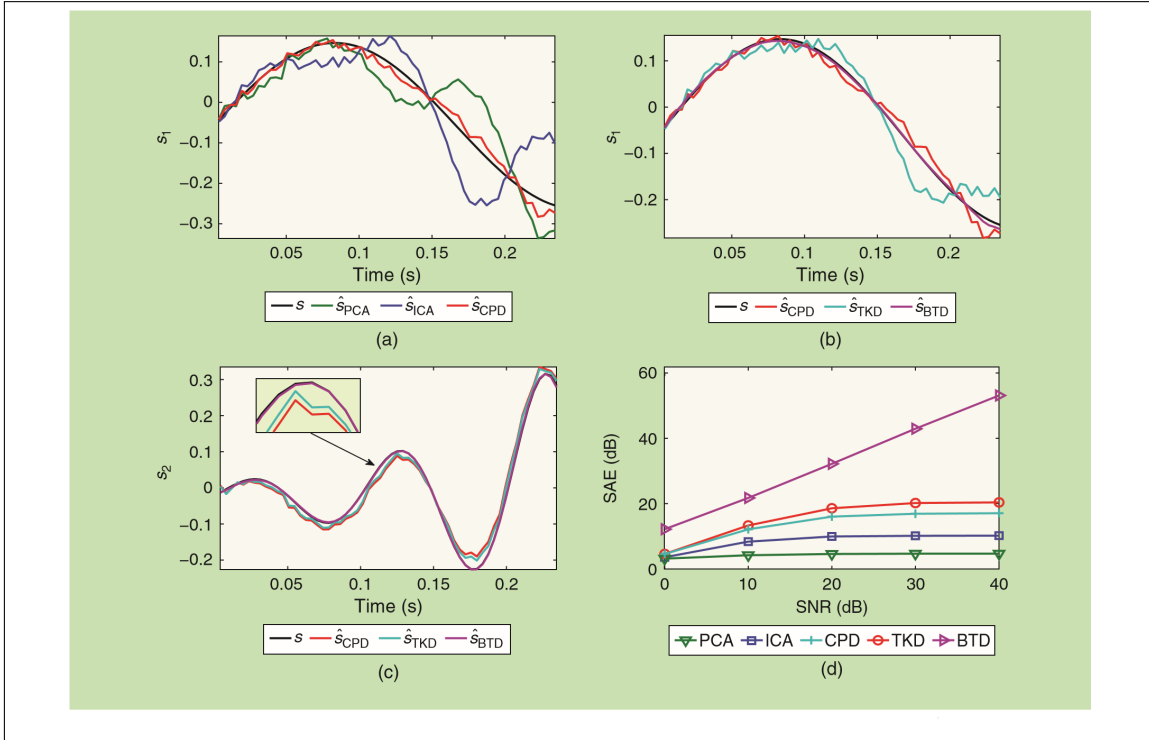 0.1
0
−0.1
−0.2
−0.3
s1
0.05 0.1 0.15 0.2
Time (s)
s ŝPCA ŝICA ŝCPD
(a)
0.1
0
−0.1
−0.2
s1
0.05 0.1 0.15 0.2
Time (s)
s ŝCPD ŝTKD ŝBTD
(b)
0.3
0.2
0.1
0
−0.1
−0.2
s2
0.05 0.1 0.15 0.2
Time (s)
s ŝCPD ŝTKD ŝBTD
(c)
60
40
20
0
SAE (dB)
0 10 20 30 40
SNR (dB)
PCA ICA CPD TKD BTD
(d)